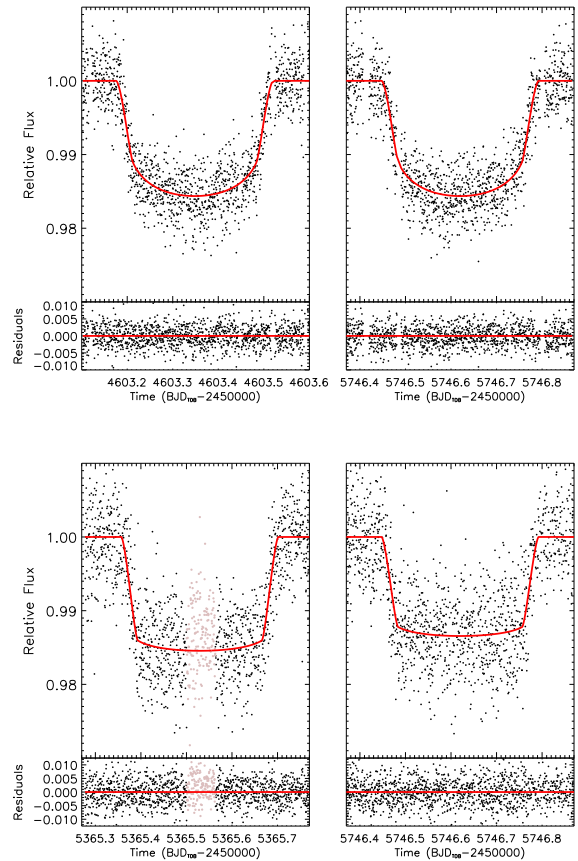 1.00
0.99
0.98
Relative Flux
0.010
0.005
0.000
−0.005
−0.010
Residuals
4603.2 4603.3 4603.4 4603.5 4603.6
Time (BJD_TDB−2450000)
5746.4 5746.5 5746.6 5746.7 5746.8
Time (BJD_TDB−2450000)
1.00
0.99
0.98
Relative Flux
0.010
0.005
0.000
−0.005
−0.010
Residuals
5365.3 5365.4 5365.5 5365.6 5365.7
Time (BJD_TDB−2450000)
5746.4 5746.5 5746.6 5746.7 5746.8
Time (BJD_TDB−2450000)